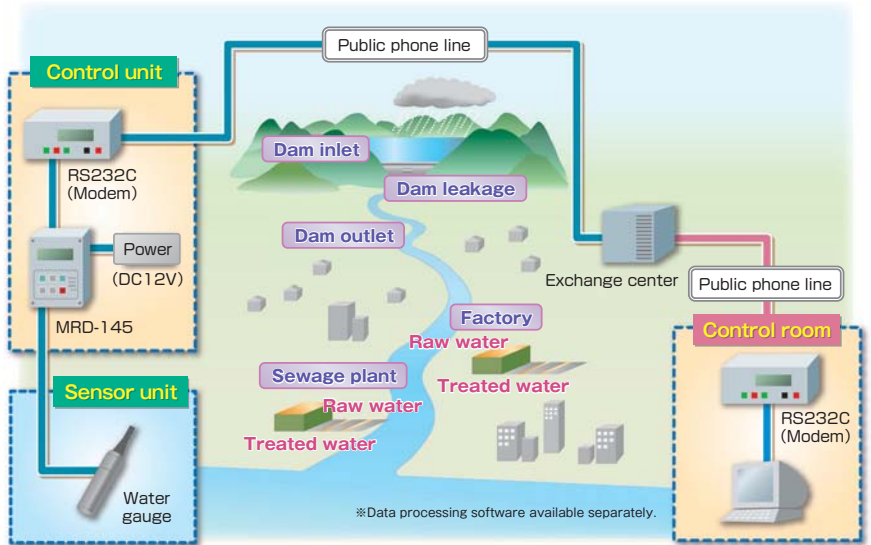 Public phone line
Control unit
RS232C
(Modem)
Power
(DC12V)
MRD-145
Sensor unit
Water
gauge
Dam inlet
Dam leakage
Dam outlet
Factory
Raw water
Treated water
Sewage plant
Raw water
Treated water
Exchange center
Public phone line
Control room
RS232C
(Modem)
※Data processing software available separately.